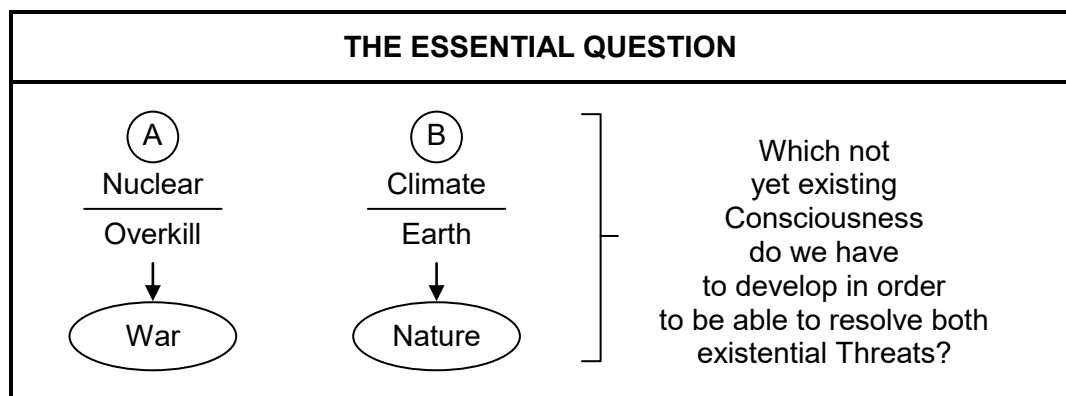 THE ESSENTIAL QUESTION
A
Nuclear
Overkill
War
B
Climate
Earth
Nature
Which not
yet existing
Consciousness
do we have
to develop in order
to be able to resolve both
existential Threats?